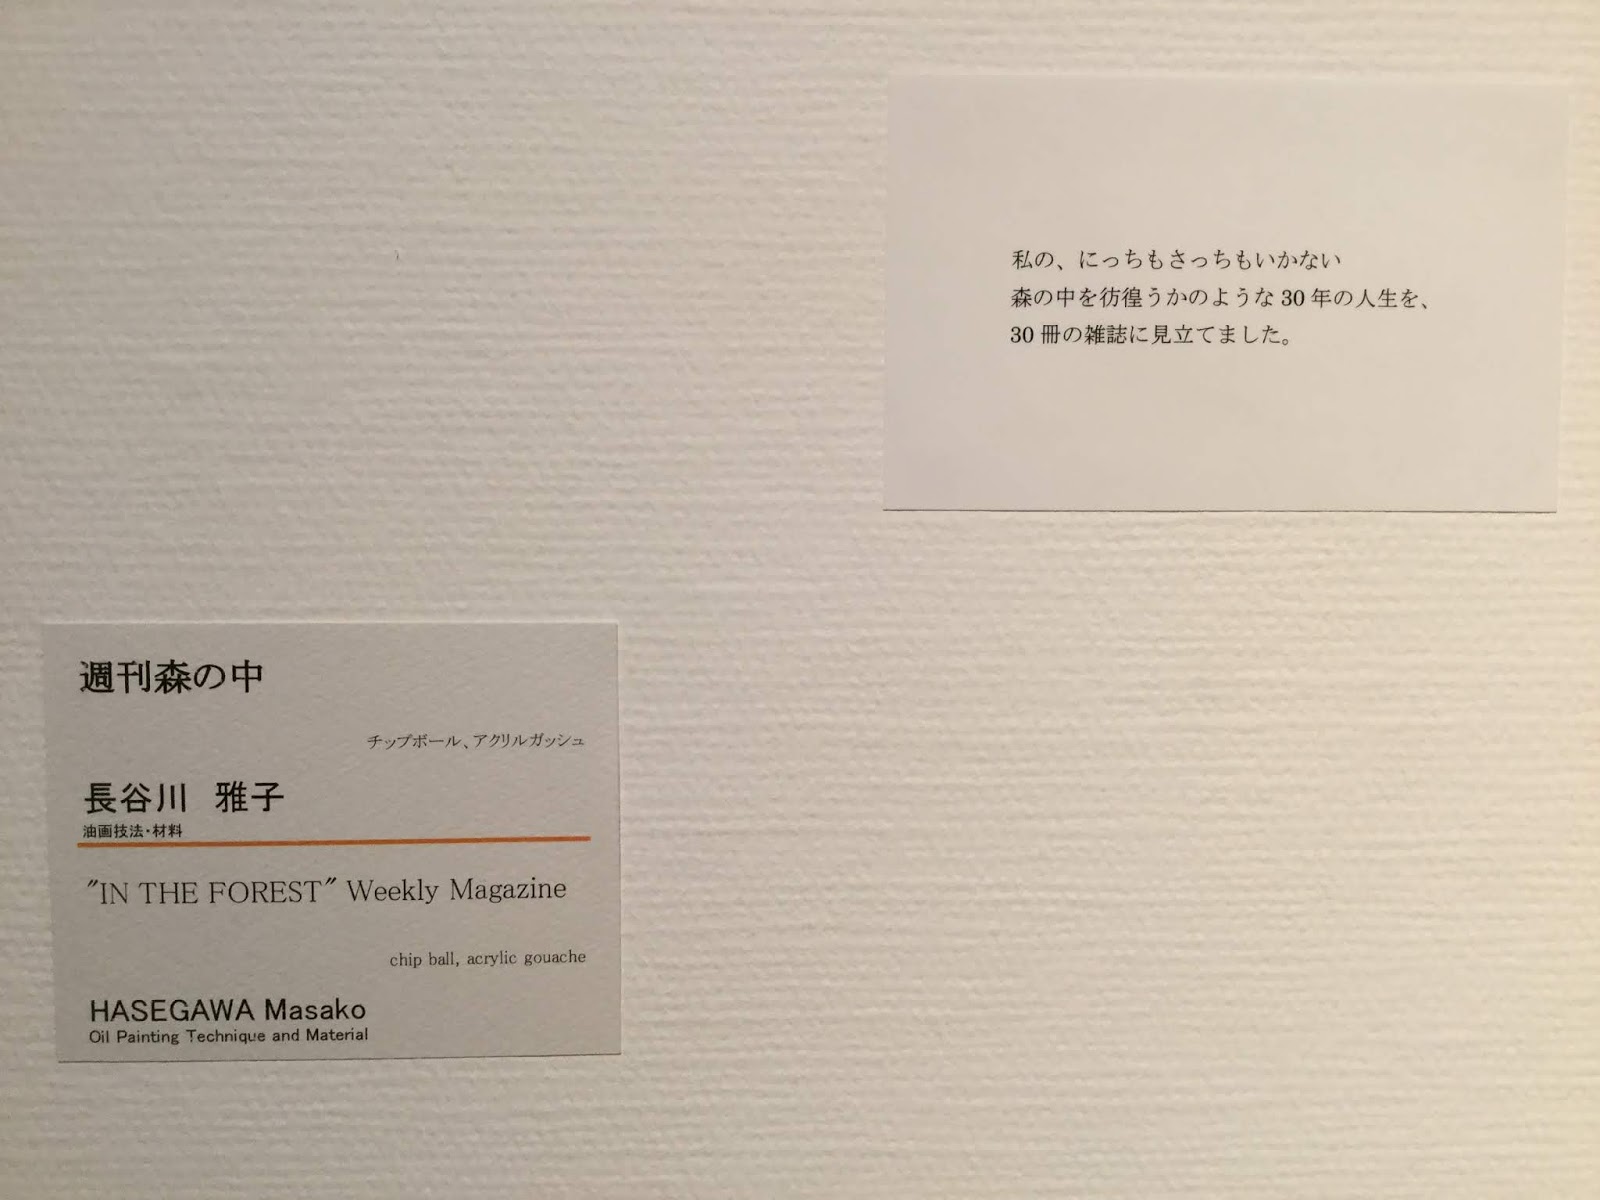 私の、にっちもさっちもいかない
森の中を彷徨うかのような 30 年の人生を、
30 冊の雑誌に見立てました。
週刊森の中
チップボール、アクリルガッシュ
長谷川　雅子
油画技法・材料
"IN THE FOREST" Weekly Magazine
chip ball, acrylic gouache
HASEGAWA Masako
Oil Painting Technique and Material